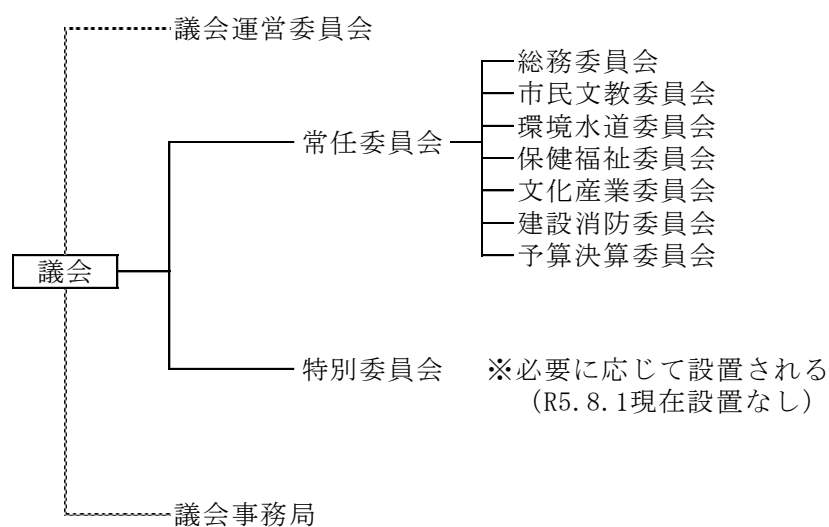 議会運営委員会
総務委員会
市民文教委員会
環境水道委員会
常任委員会
保健福祉委員会
文化産業委員会
建設消防委員会
予算決算委員会
議会
特別委員会
※必要に応じて設置される
(R5.8.1現在設置なし)
議会事務局